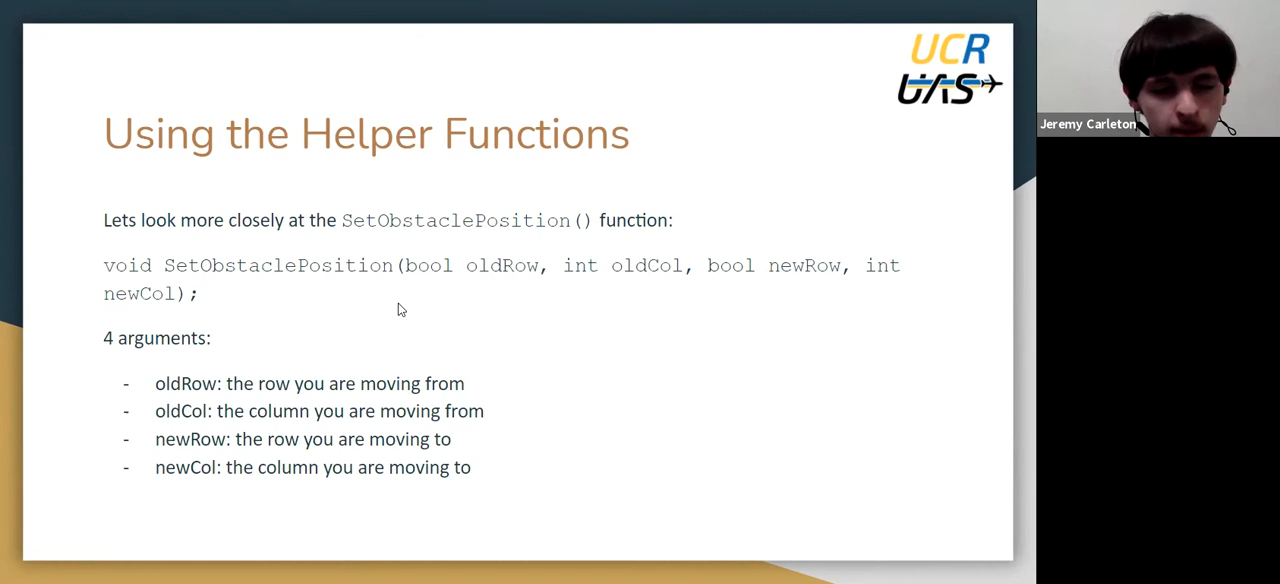 UCR
UAS
Jeremy Carleton
Using the Helper Functions
Lets look more closely at the SetObstaclePosition() function:
void SetObstaclePosition(bool oldRow, int oldCol, bool newRow, int
newCol);
4 arguments:
- oldRow: the row you are moving from
- oldCol: the column you are moving from
- newRow: the row you are moving to
- newCol: the column you are moving to